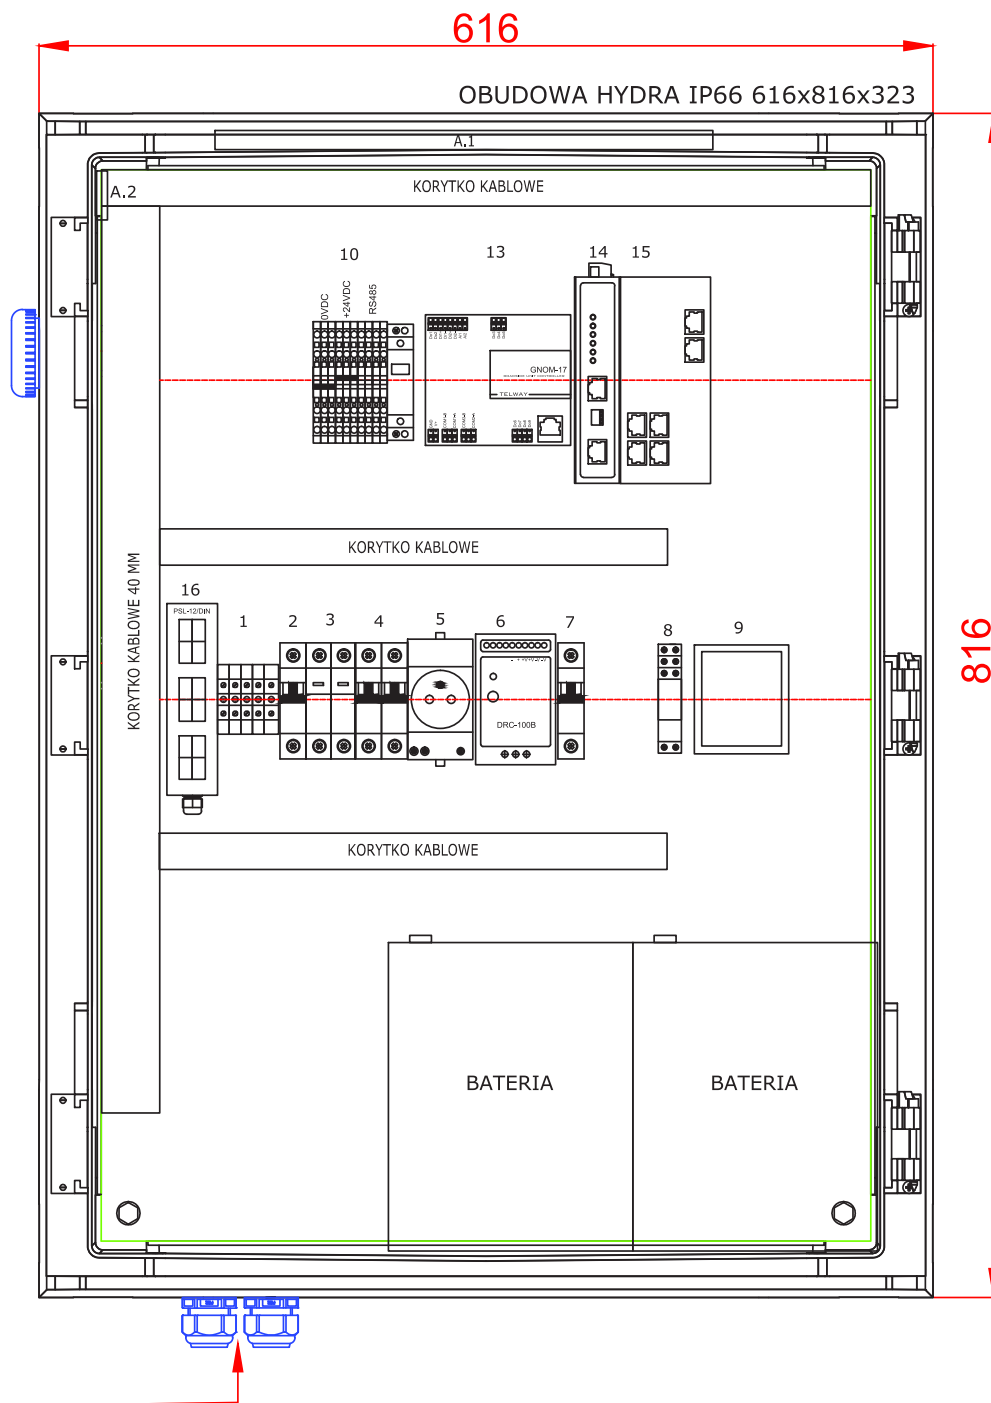 616
OBUDOWA HYDRA IP66 616x816x323
A.1
KORYTKO KABLOWE
A.2
10
13
14
15
0VDC
+24VDC
RS485
GNOM-17
TELWAY
KORYTKO KABLOWE
KORYTKO KABLOWE 40 MM
816
16
1
2
3
4
5
6
7
8
9
PSL-12/DIN
DRC-100B
KORYTKO KABLOWE
BATERIA
BATERIA